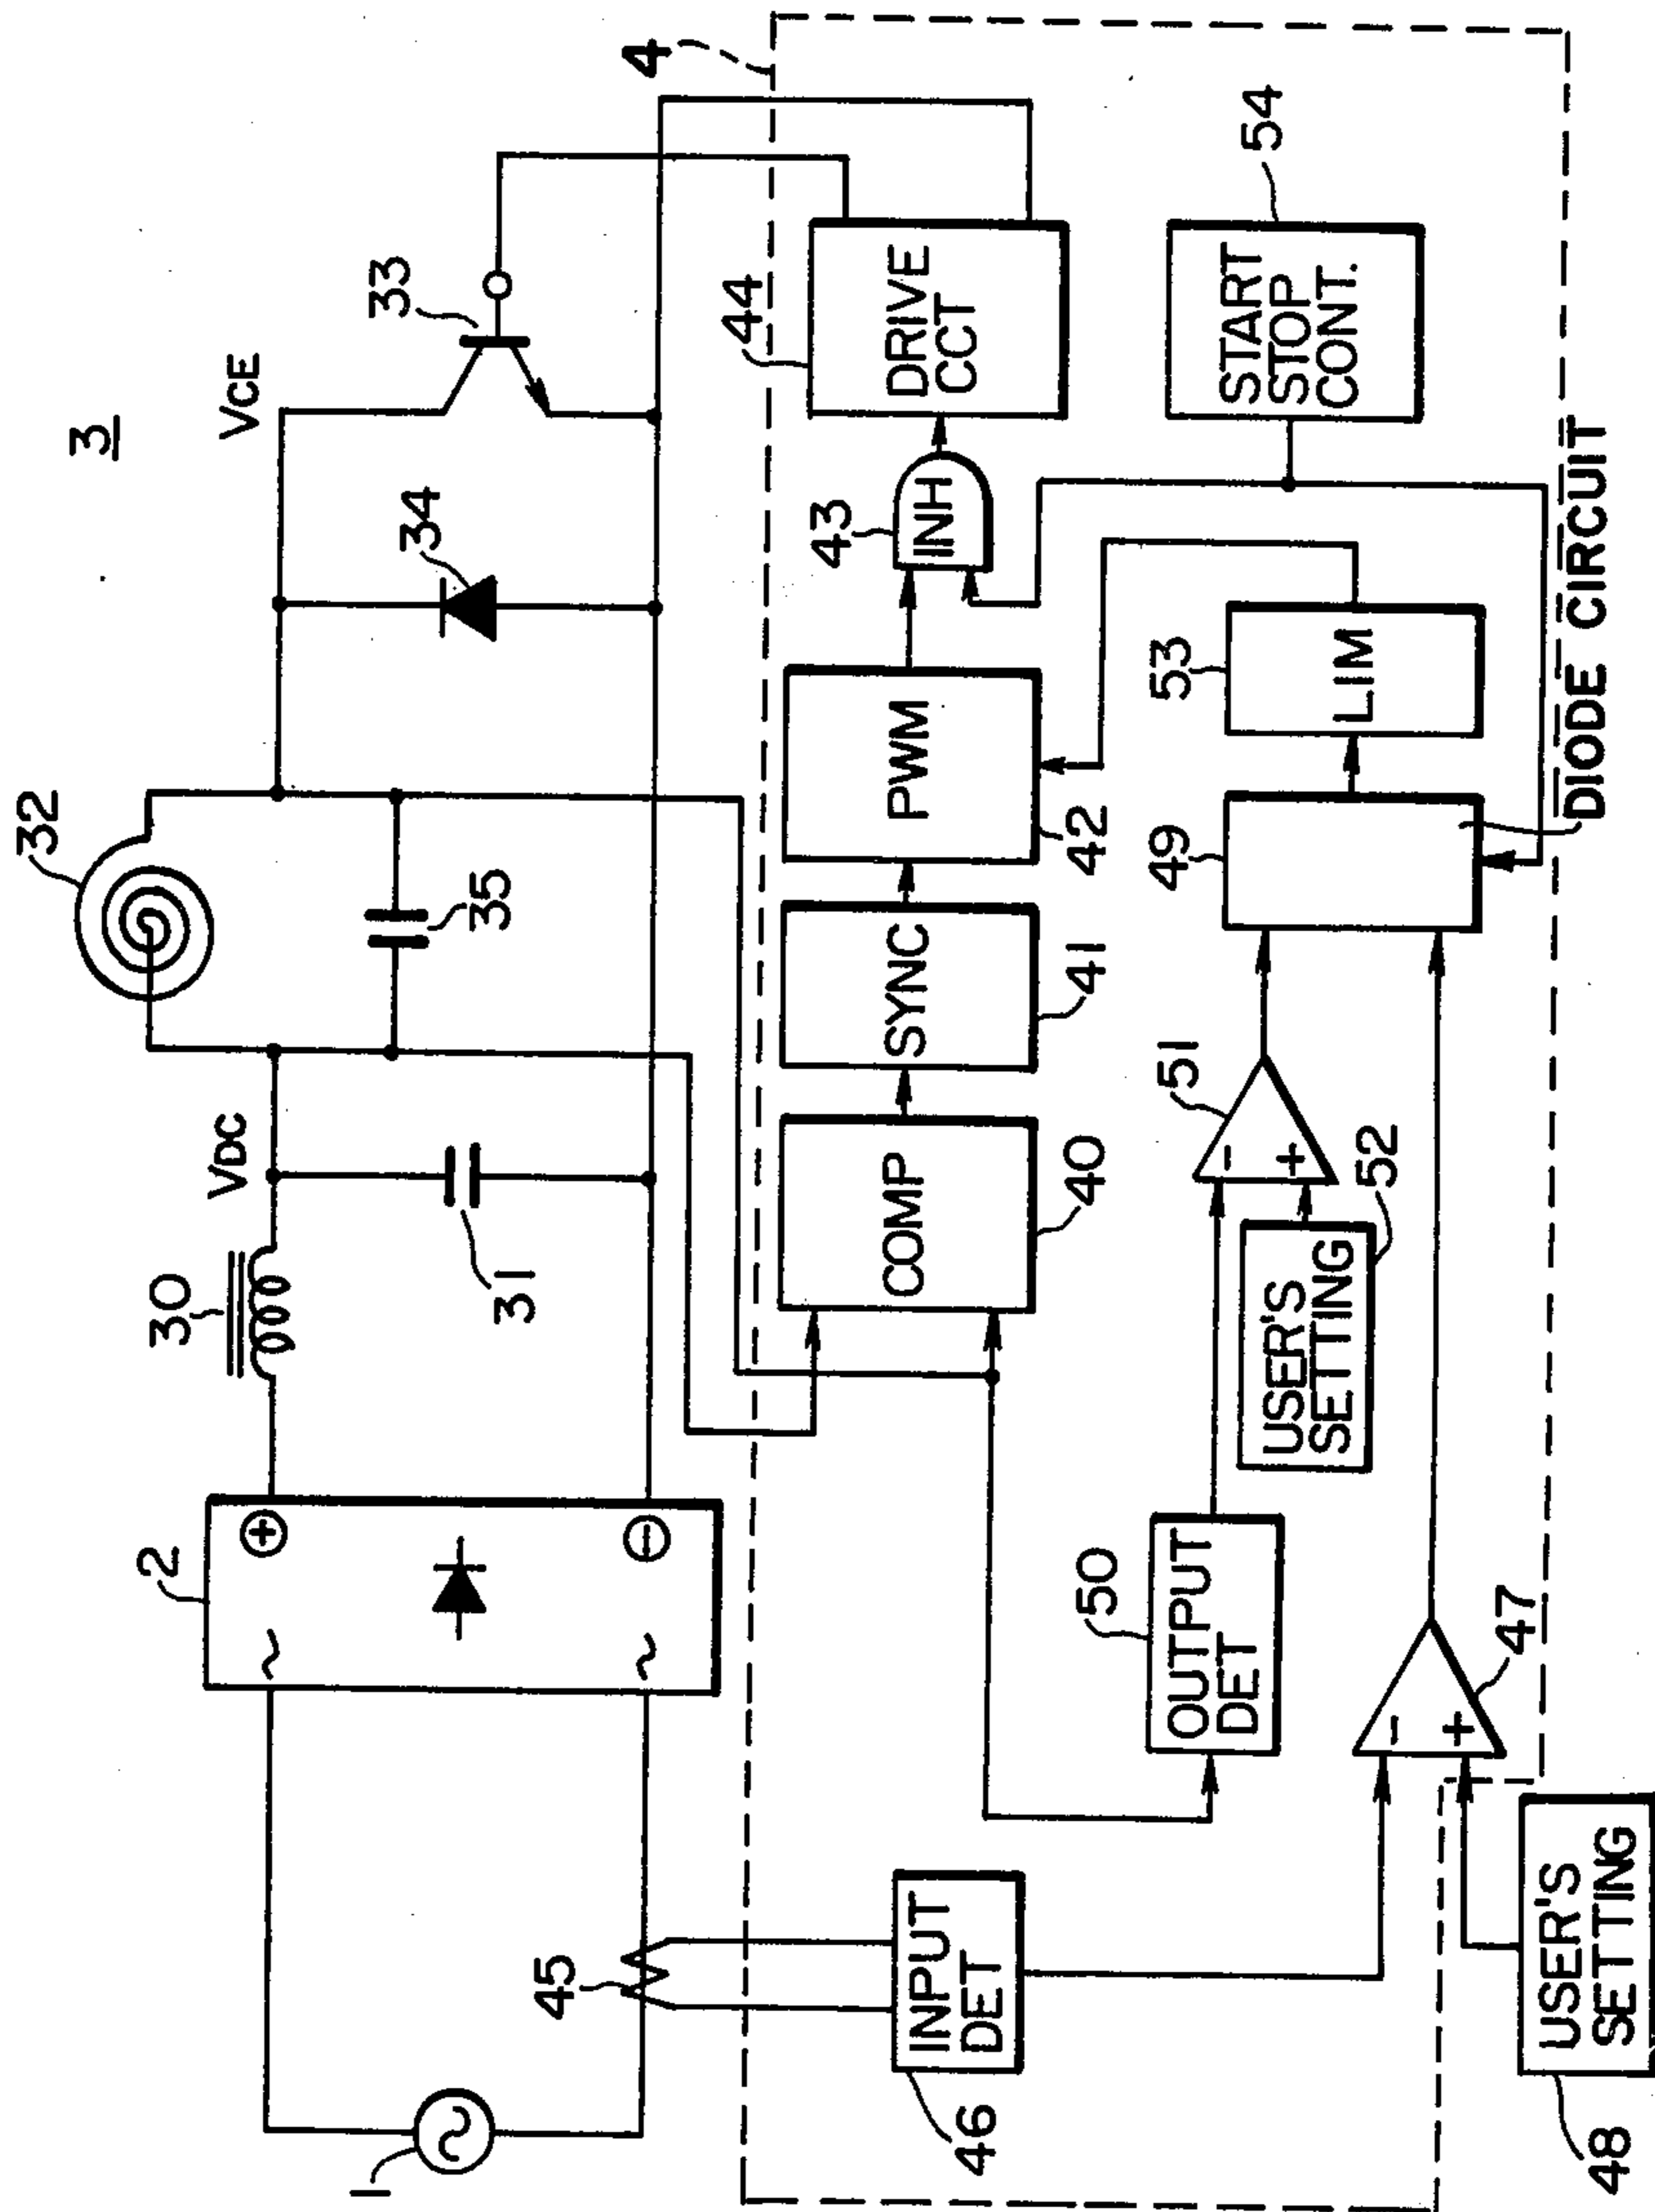 3
32
4
30
VDC
VCE
33
34
2
35
31
1
45
44
DRIVE
CCT
43
INH
PWM
42
SYNC
41
COMP
40
54
START
STOP
CONT.
53
LIM
49
DIODE CIRCUIT
51
-
+
USER'S
SETTING
52
50
OUTPUT
DET
INPUT
DET
46
47
-
+
USER'S
SETTING
48